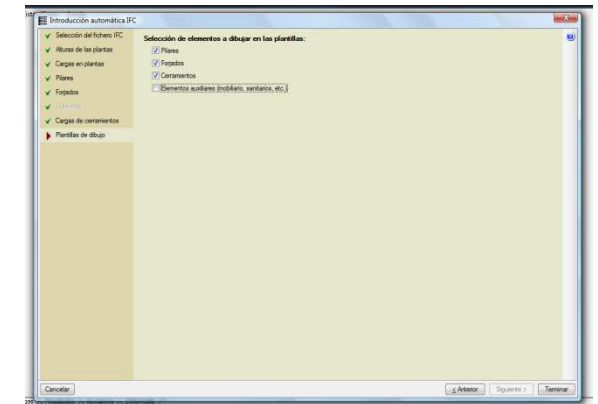 Introducción automática IFC
Selección del fichero IFC
Alturas de las plantas
Cargas en plantas
Pilares
Forjados
Cargas de cerramientos
Plantillas de dibujo
Selección de elementos a dibujar en las plantillas:
Pilares
Forjados
Cerramientos
Elementos auxiliares (mobiliario, sanitarios, etc.)
Cancelar
< Anterior
Siguiente >
Terminar